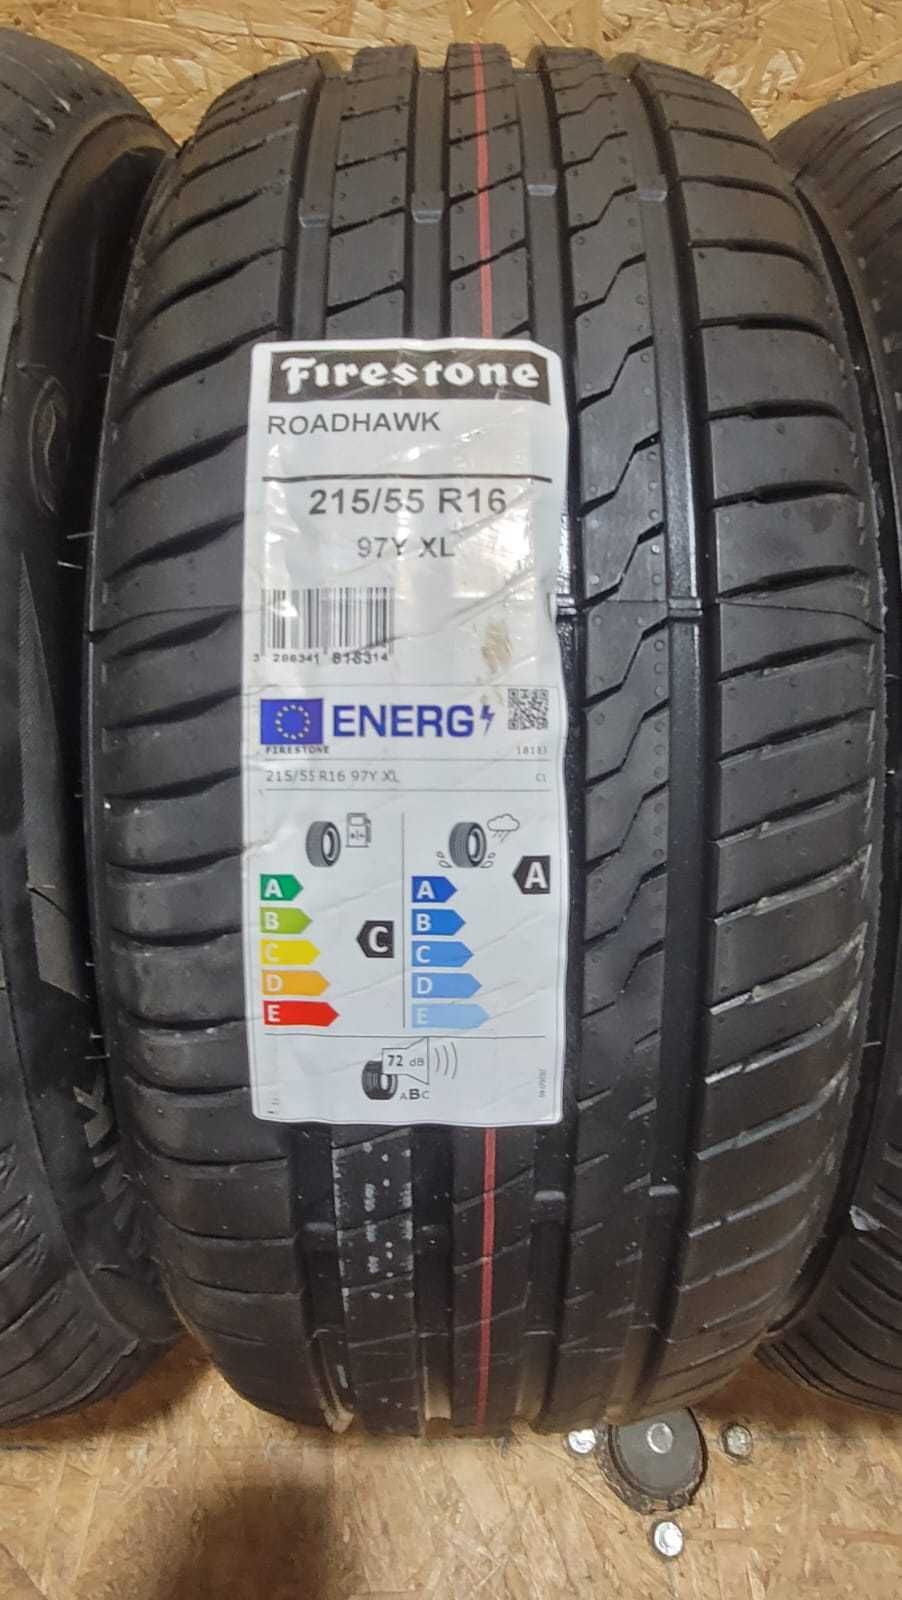 Firestone
ROADHAWK
215/55 R16
97Y XL
3 286341 818314
ENERG
FIRESTONE
18183
215/55 R16 97Y XL
C1
A
A
A
B
B
C
C
C
D
D
E
E
72 dB
ABC